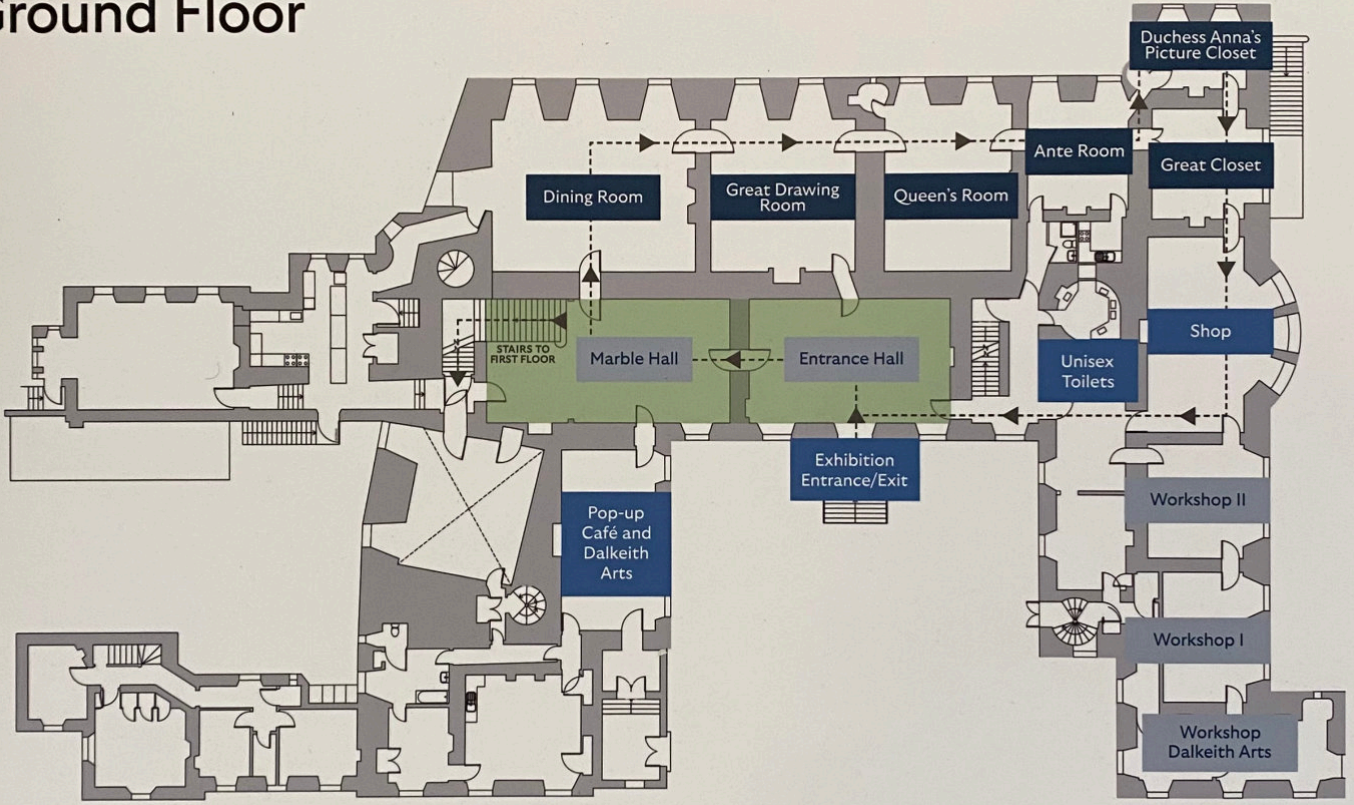 Ground Floor
Duchess Anna's
Picture Closet
Ante Room
Great Closet
Dining Room
Great Drawing
Room
Queen's Room
STAIRS TO
FIRST FLOOR
Marble Hall
Entrance Hall
Unisex
Toilets
Shop
Exhibition
Entrance/Exit
Pop-up
Café and
Dalkeith
Arts
Workshop II
Workshop I
Workshop
Dalkeith Arts